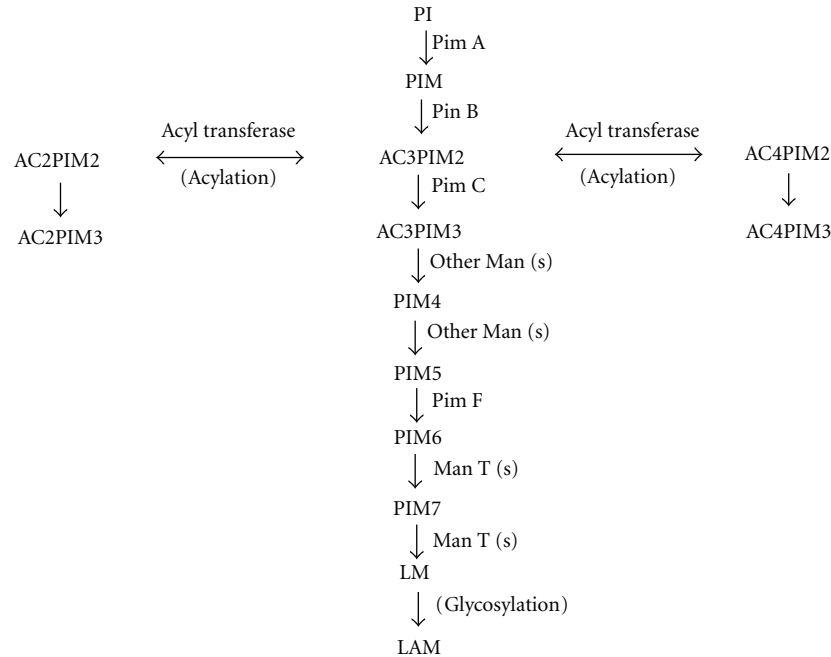 PI
Pim A
PIM
Pin B
Acyl transferase
Acyl transferase
AC2PIM2
AC3PIM2
AC4PIM2
(Acylation)
(Acylation)
Pim C
AC2PIM3
AC3PIM3
AC4PIM3
Other Man (s)
PIM4
Other Man (s)
PIM5
Pim F
PIM6
Man T (s)
PIM7
Man T (s)
LM
(Glycosylation)
LAM